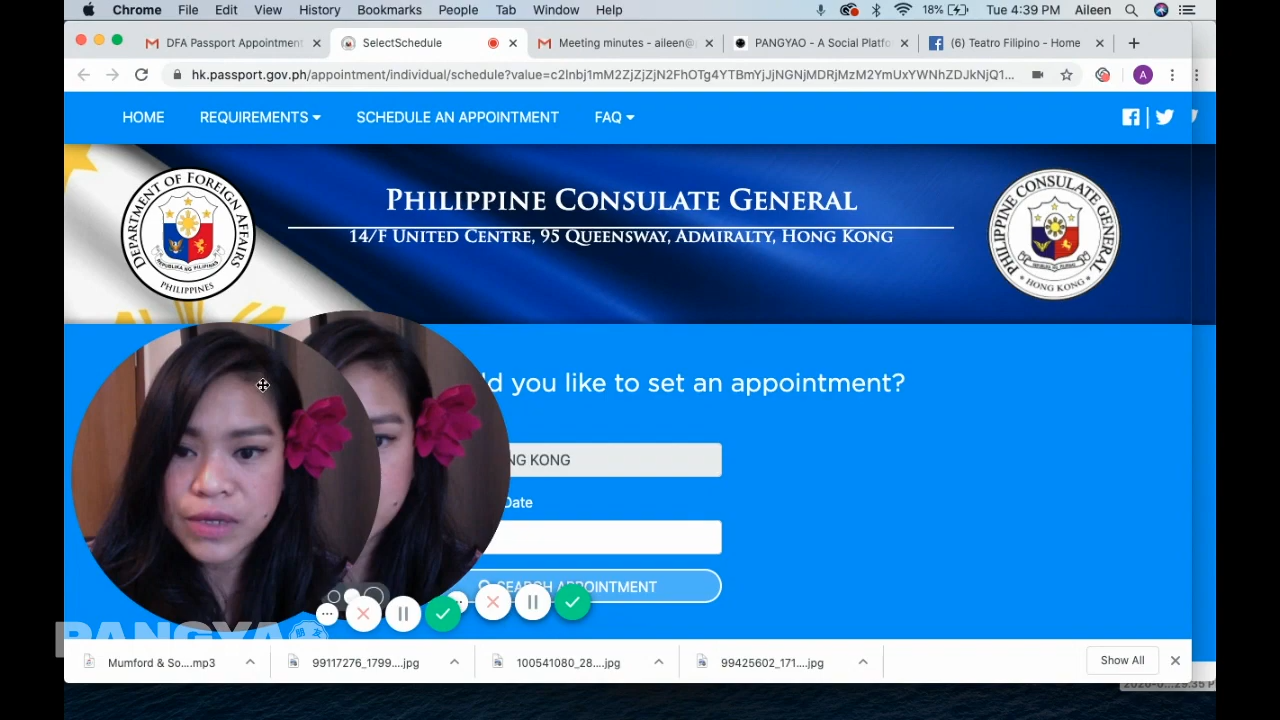 Chrome File Edit View History Bookmarks People Tab Window Help 18% Tue 4:39 PM Aileen
DFA Passport Appointment SelectSchedule Meeting minutes - aileen@ PANGYAO - A Social Platfo (6) Teatro Filipino - Home
hk.passport.gov.ph/appointment/individual/schedule?value=c2lnbj1mM2ZjZjZjN2FhOTg4YTBmYjJjNGNjMDRjMzM2YmUxYWNhZDJkNjQ1... A
HOME REQUIREMENTS SCHEDULE AN APPOINTMENT FAQ
DEPARTMENT OF FOREIGN AFFAIRS
REPUBLIKA NG PILIPINAS
PHILIPPINES
PHILIPPINE CONSULATE GENERAL
14/F UNITED CENTRE, 95 QUEENSWAY, ADMIRALTY, HONG KONG
PHILIPPINE CONSULATE GENERAL
HONG KONG
d you like to set an appointment?
NG KONG
Date
SEARCH APPOINTMENT
PANGYAO
Mumford & So....mp3 99117276_1799....jpg 100541080_28....jpg 99425602_171....jpg Show All